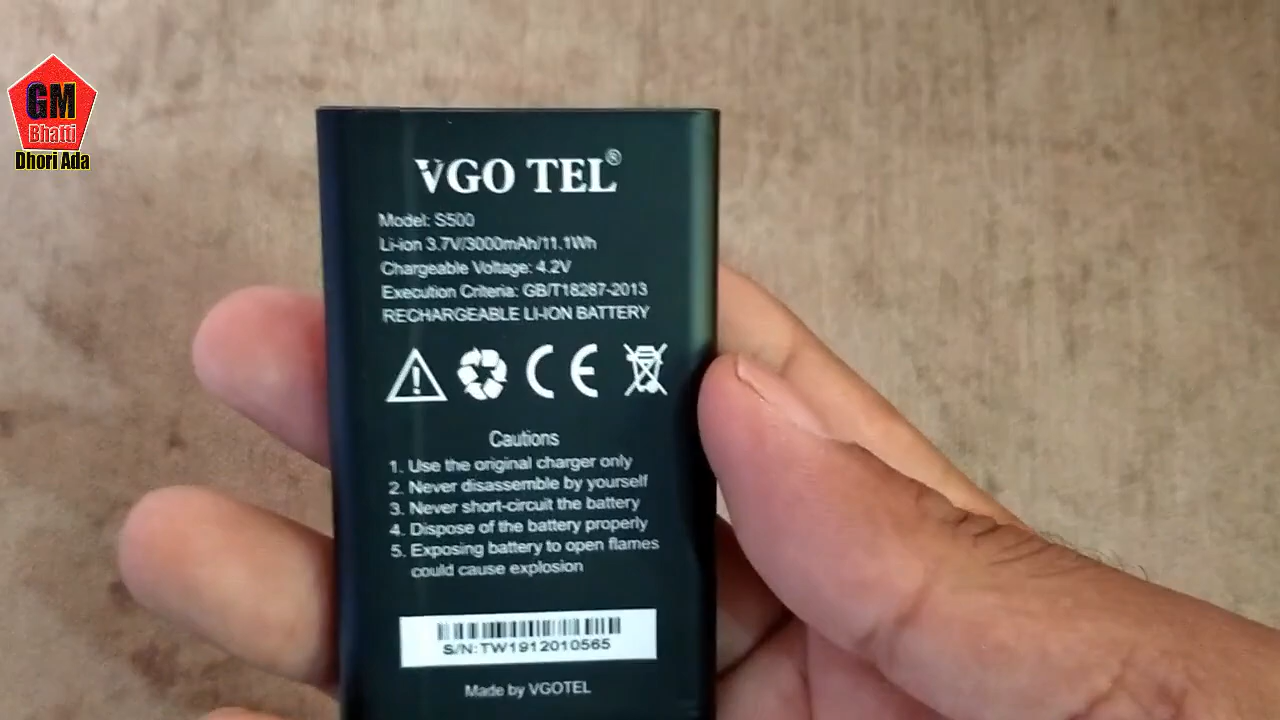 GM
Bhatti
Dhori Ada
VGO TEL®
Model: S500
Li-ion 3.7V/3000mAh/11.1Wh
Chargeable Voltage: 4.2V
Execution Criteria: GB/T18287-2013
RECHARGEABLE LI-ION BATTERY
CE
Cautions
1. Use the original charger only
2. Never disassemble by yourself
3. Never short-circuit the battery
4. Dispose of the battery properly
5. Exposing battery to open flames
could cause explosion
S/N:TW1912010565
Made by VGOTEL